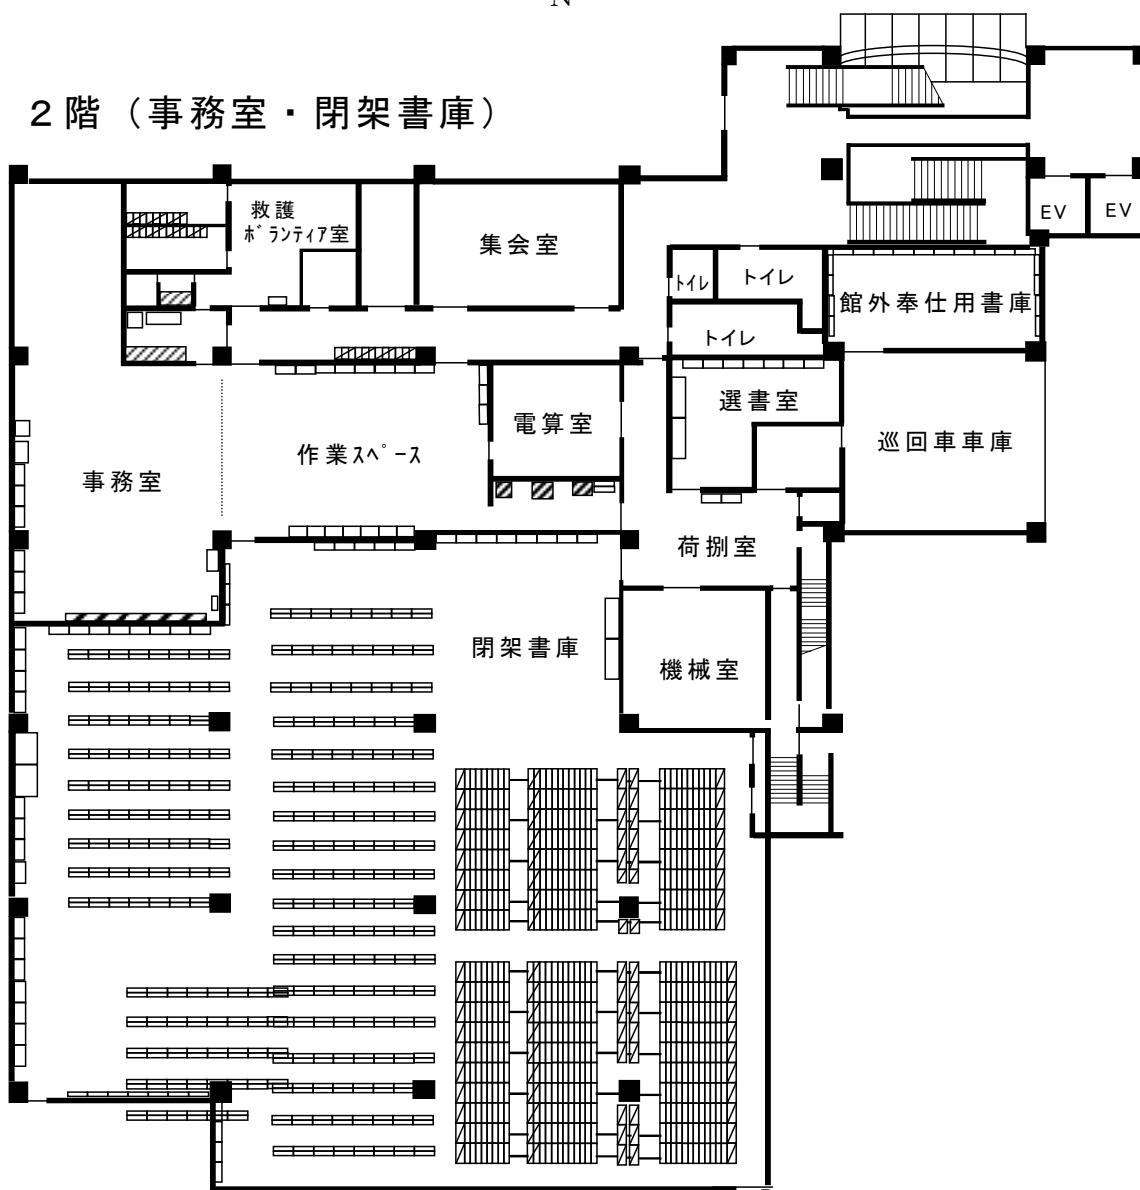 N
２階（事務室・閉架書庫）
救護
ﾎﾞﾗﾝﾃｨｱ室
集会室
EV
EV
ﾄｲﾚ
トイレ
館外奉仕用書庫
トイレ
選書室
電算室
巡回車車庫
作業ｽﾍﾟｰｽ
事務室
荷捌室
閉架書庫
機械室